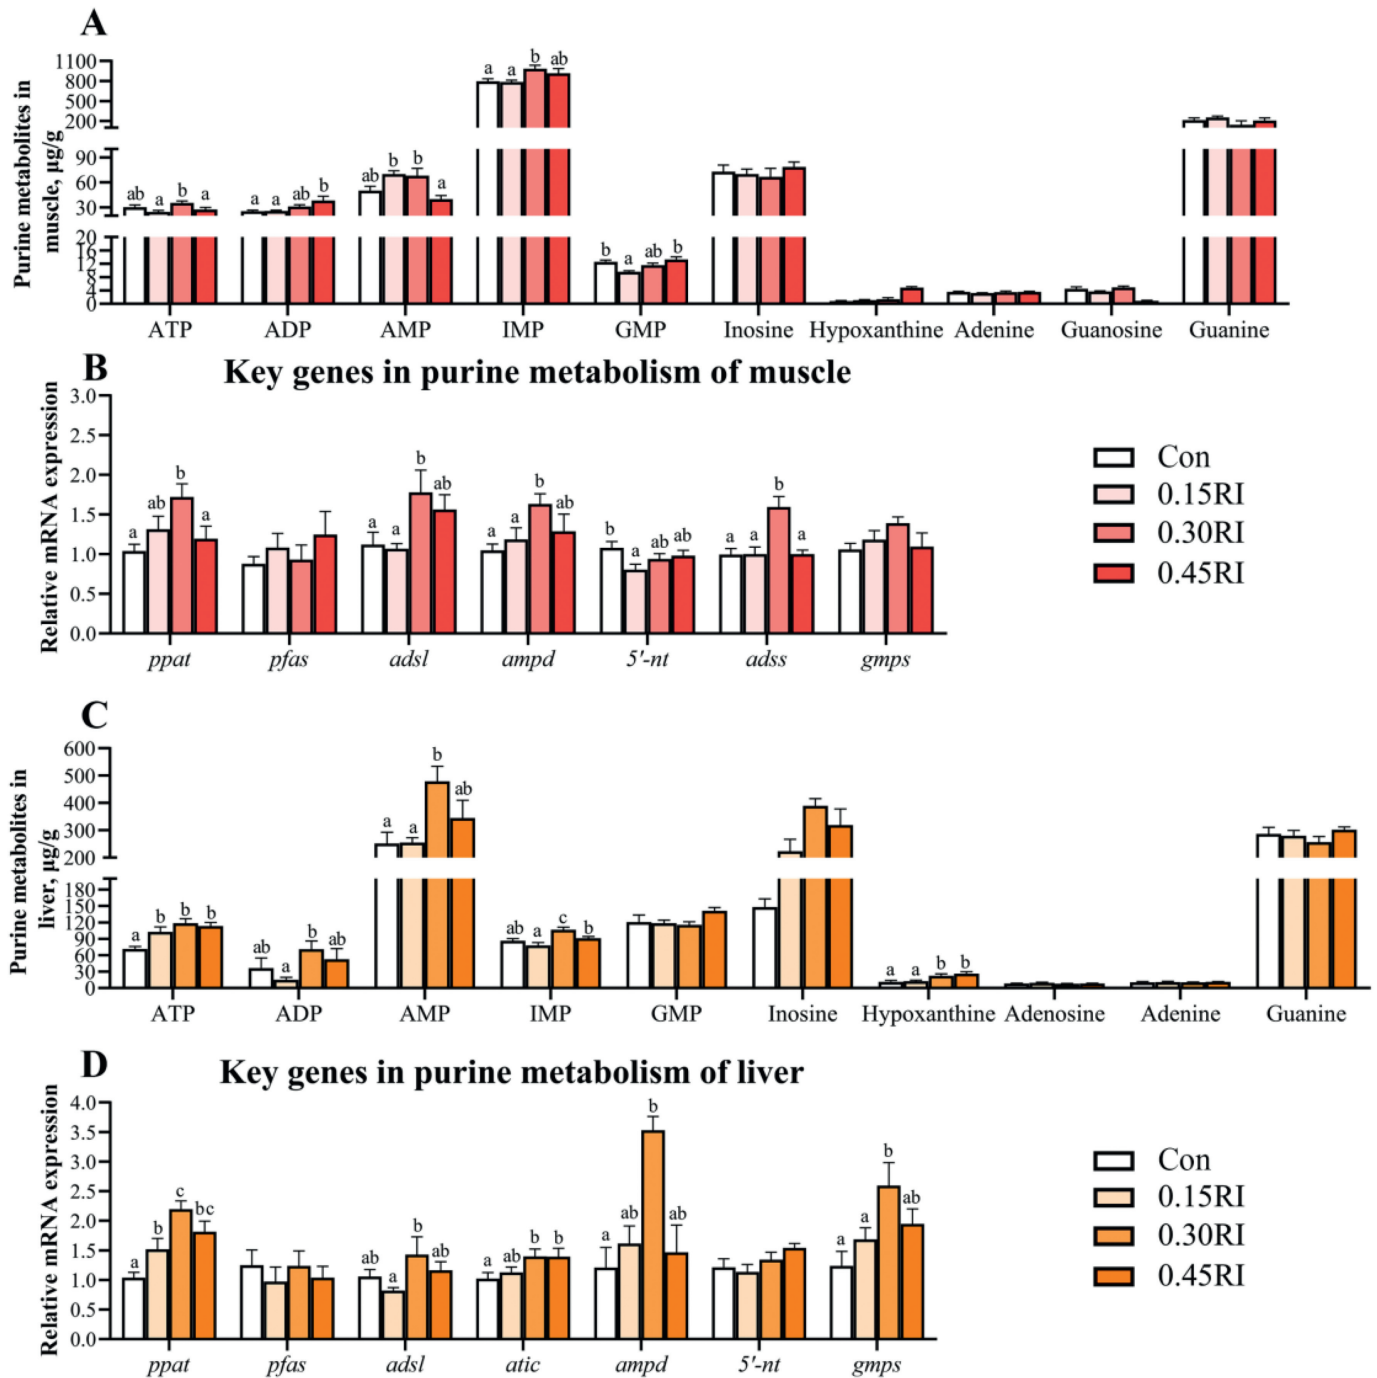 A
Purine metabolites in
muscle, µg/g
1100
800
500
200
90
60
30
20
16
12
8
4
0
ab a b a
a a ab b
ab b b a
a a b ab
b a ab b
ATP ADP AMP IMP GMP Inosine Hypoxanthine Adenine Guanosine Guanine
B
Key genes in purine metabolism of muscle
Relative mRNA expression
3.0
2.5
2.0
1.5
1.0
0.5
0.0
a ab b a
a a b ab
a a b ab
b a ab ab
a a b a
ppat pfas adsl ampd 5'-nt adss gmps
Con
0.15RI
0.30RI
0.45RI
C
Purine metabolites in
liver, µg/g
600
500
400
300
200
180
150
120
90
60
30
0
a b b b
ab a b ab
a a b ab
ab a c b
a a b b
ATP ADP AMP IMP GMP Inosine Hypoxanthine Adenosine Adenine Guanine
D
Key genes in purine metabolism of liver
Relative mRNA expression
4.0
3.5
3.0
2.5
2.0
1.5
1.0
0.5
0.0
a b c bc
ab a b ab
a ab b b
a ab b ab
a a b ab
ppat pfas adsl atic ampd 5'-nt gmps
Con
0.15RI
0.30RI
0.45RI